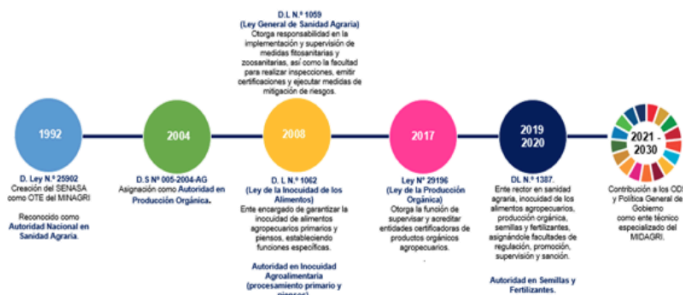 D.L N.º 1059
(Ley General de Sanidad Agraria)
Otorga responsabilidad en la
implementación y supervisión de
medidas fitosanitarias y
zoosanitarias, así como la facultad
para realizar inspecciones, emitir
certificaciones y ejecutar medidas de
mitigación de riesgos.
1992
2004
2008
2017
2019
2020
2021 -
2030
D. Ley N.º 25902
Creación del SENASA
como OTE del MINAGRI
Reconocido como
Autoridad Nacional en
Sanidad Agraria.
D.S Nº 005-2004-AG
Asignación como Autoridad en
Producción Orgánica.
D. L N.º 1062
(Ley de la Inocuidad de los
Alimentos)
Ente encargado de garantizar la
inocuidad de alimentos
agropecuarios primarios y
piensos, estableciendo
funciones específicas.
Autoridad en Inocuidad
Agroalimentaria
(procesamiento primario y
piensos)
Ley Nº 29196
(Ley de la Producción
Orgánica)
Otorga la función de
supervisar y acreditar
entidades certificadoras de
productos orgánicos
agropecuarios.
DL N.º 1387.
Ente rector en sanidad
agraria, inocuidad de los
alimentos agropecuarios,
producción orgánica,
semillas y fertilizantes,
asignándole facultades de
regulación, promoción,
supervisión y sanción.
Autoridad en Semillas y
Fertilizantes.
Contribución a los OD
y Política General de
Gobierno
como ente técnico
especializado del
MIDAGRI.